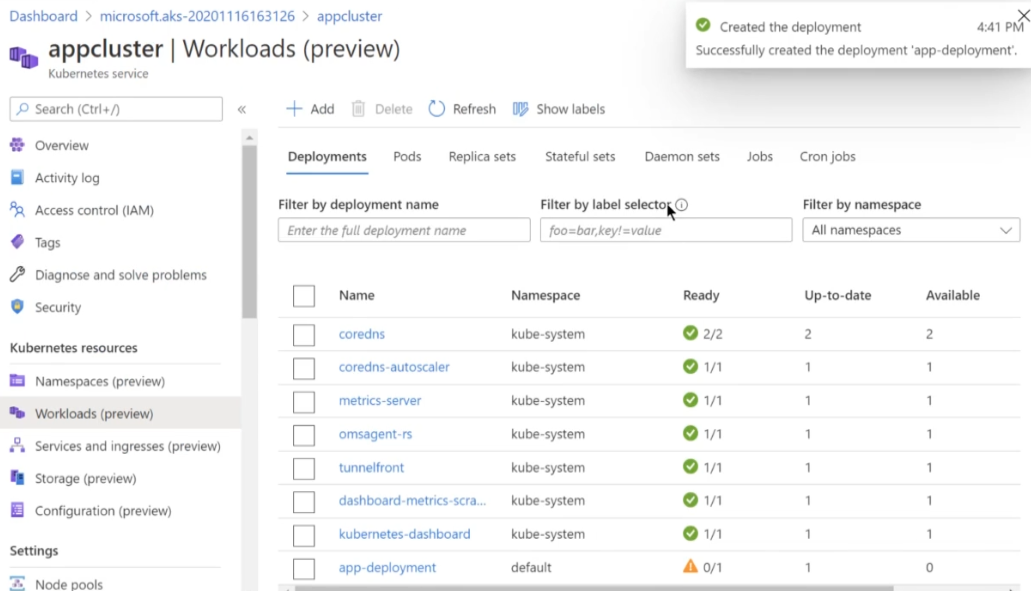 Dashboard > microsoft.aks-20201116163126 > appcluster
appcluster | Workloads (preview)
Kubernetes service
Created the deployment 4:41 PM
Successfully created the deployment 'app-deployment'.
Search (Ctrl+/)
Overview
Activity log
Access control (IAM)
Tags
Diagnose and solve problems
Security
Kubernetes resources
Namespaces (preview)
Workloads (preview)
Services and ingresses (preview)
Storage (preview)
Configuration (preview)
Settings
Node pools
Add Delete Refresh Show labels
Deployments Pods Replica sets Stateful sets Daemon sets Jobs Cron jobs
Filter by deployment name Filter by label selector Filter by namespace
Enter the full deployment name foo=bar,key!=value All namespaces
Name Namespace Ready Up-to-date Available
coredns kube-system 2/2 2 2
coredns-autoscaler kube-system 1/1 1 1
metrics-server kube-system 1/1 1 1
omsagent-rs kube-system 1/1 1 1
tunnelfront kube-system 1/1 1 1
dashboard-metrics-scra... kube-system 1/1 1 1
kubernetes-dashboard kube-system 1/1 1 1
app-deployment default 0/1 1 0